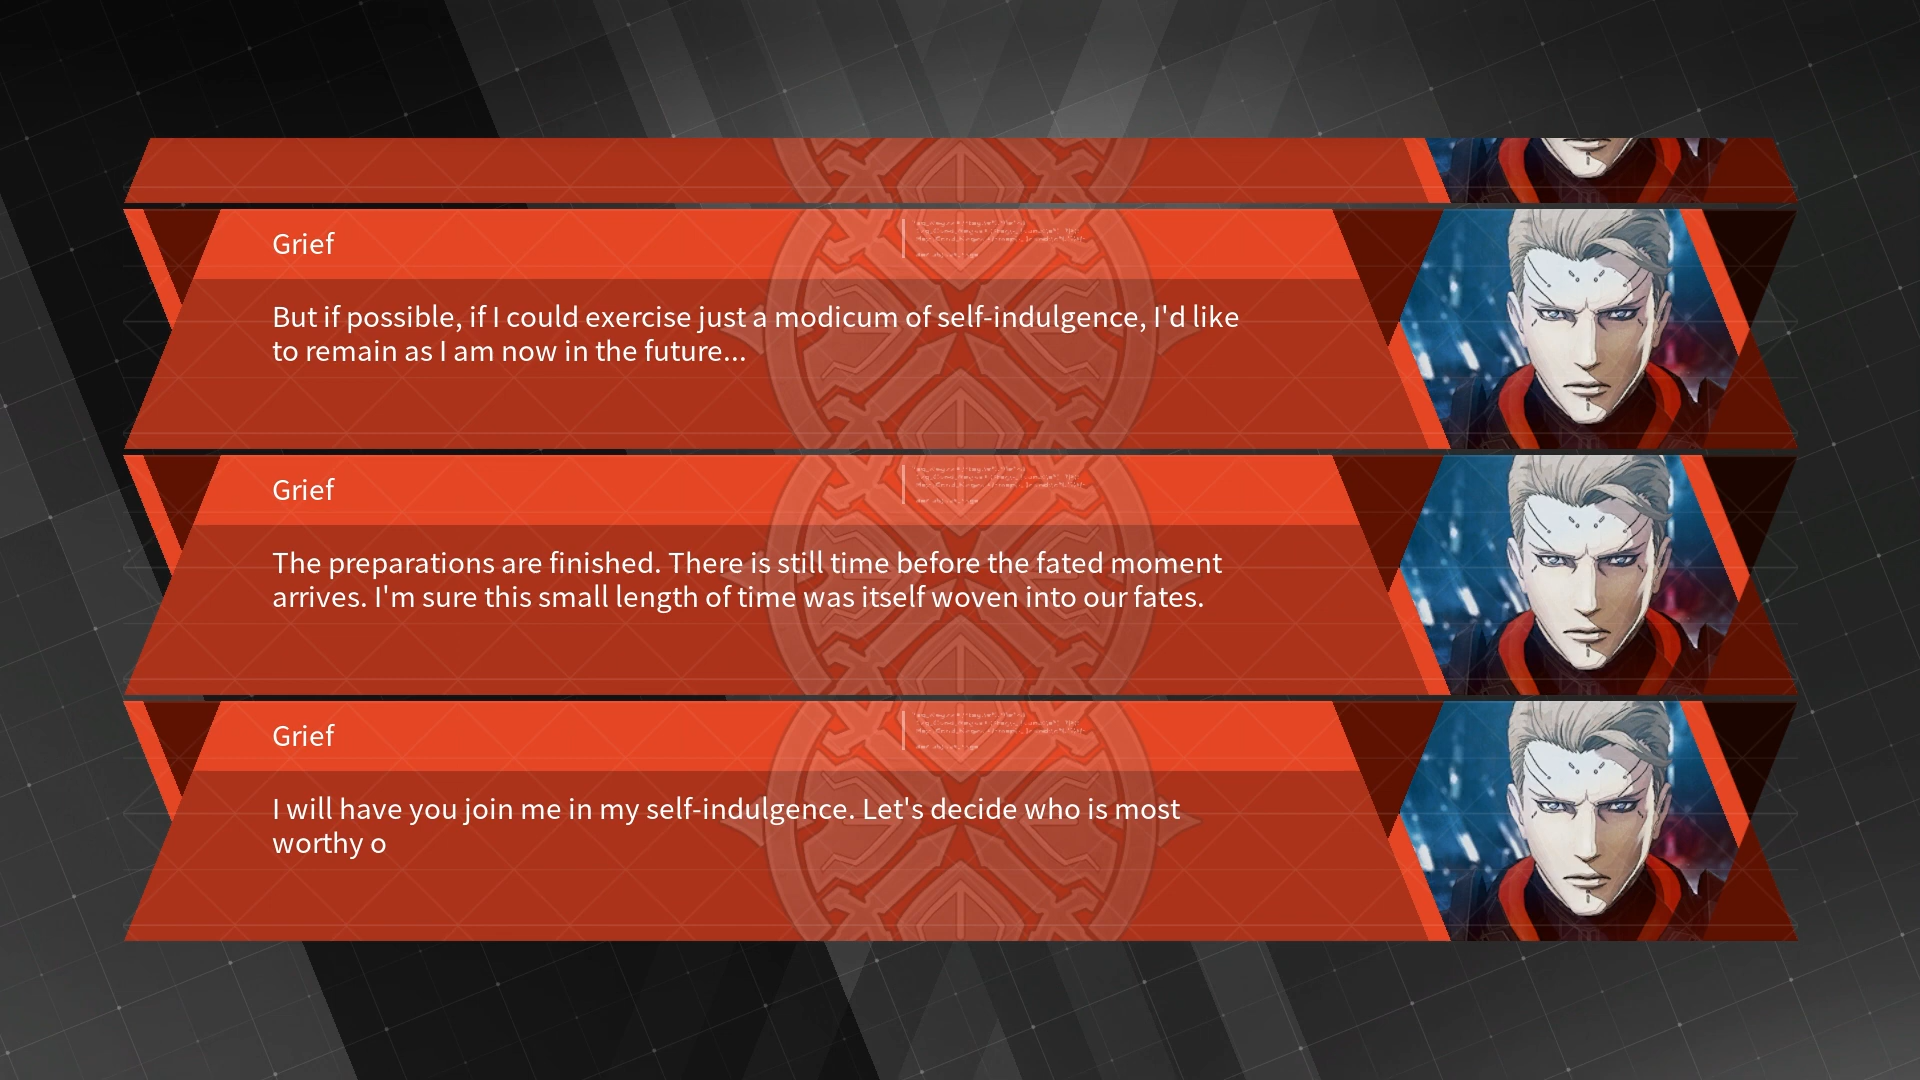 Grief
But if possible, if I could exercise just a modicum of self-indulgence, I'd like
to remain as I am now in the future...
Grief
The preparations are finished. There is still time before the fated moment
arrives. I'm sure this small length of time was itself woven into our fates.
Grief
I will have you join me in my self-indulgence. Let's decide who is most
worthy o